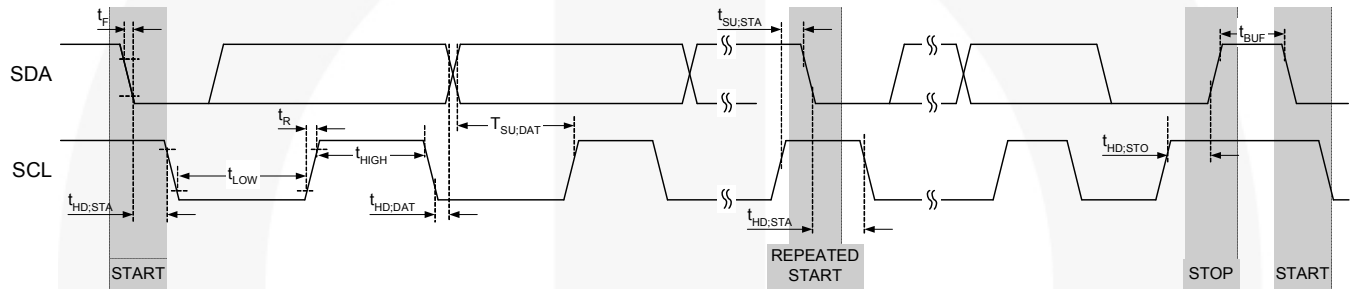 tF
tSU;STA
tBUF
SDA
tR
TSU;DAT
tHIGH
tHD;STO
SCL
tLOW
tHD;STA
tHD;DAT
tHD;STA
START
REPEATED
START
STOP
START